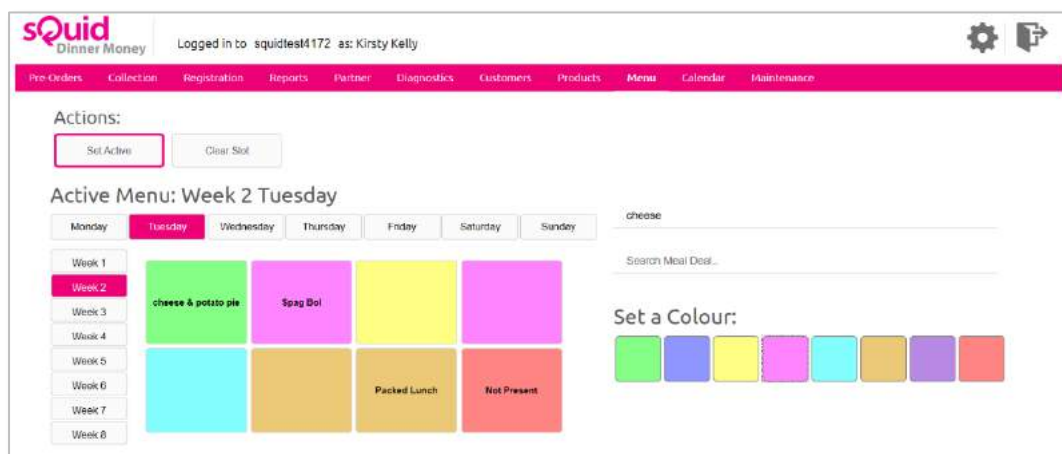 sQuid
Dinner Money
Logged in to squidtest4172 as: Kirsty Kelly
Pre-Orders Collection Registration Reports Partner Diagnostics Customers Products Menu Calendar Maintenance
Actions:
Set Active Clear Slot
Active Menu: Week 2 Tuesday
Monday Tuesday Wednesday Thursday Friday Saturday Sunday
cheese
Search Meal Deal...
Week 1
Week 2
Week 3
Week 4
Week 5
Week 6
Week 7
Week 8
cheese & potato pie Spag Bol
Packed Lunch Not Present
Set a Colour: